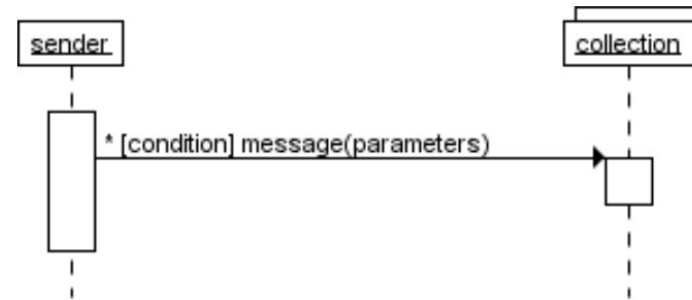 sender
collection
* [condition] message(parameters)